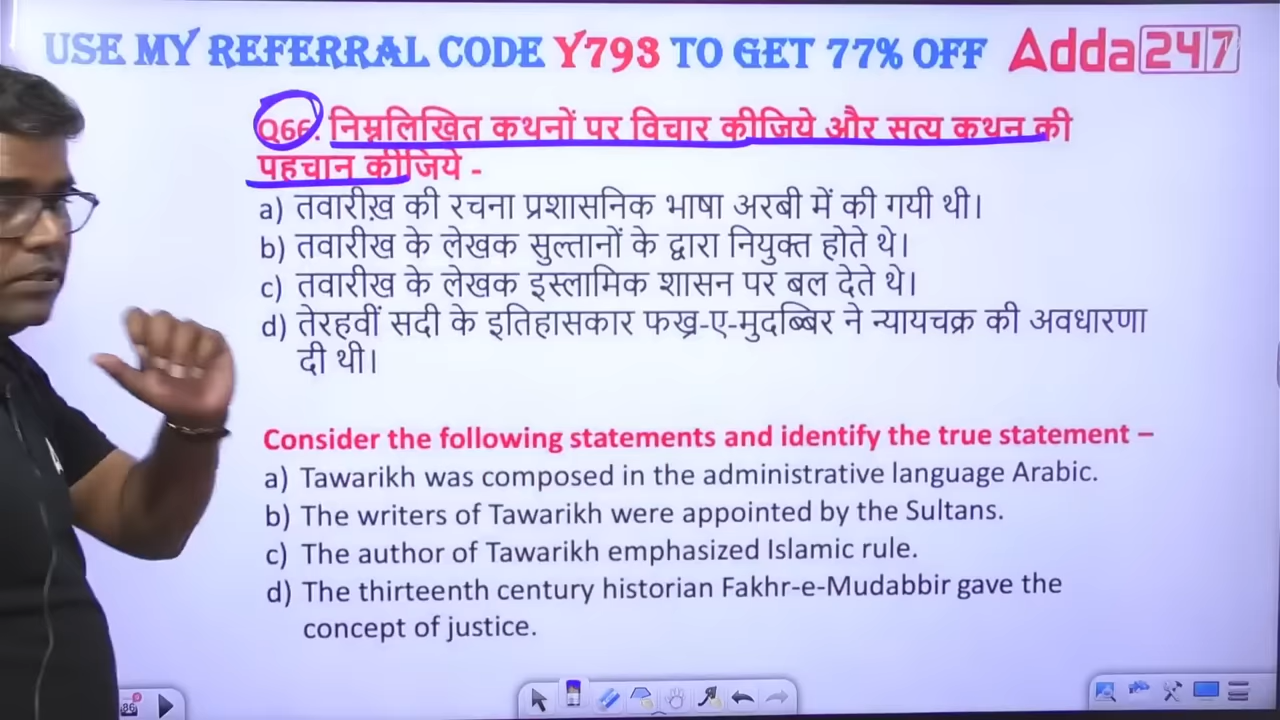 USE MY REFERRAL CODE Y793 TO GET 77% OFF Adda247
Q66. निम्नलिखित कथनों पर विचार कीजिये और सत्य कथन की
पहचान कीजिये -
a) तवारीख़ की रचना प्रशासनिक भाषा अरबी में की गयी थी।
b) तवारीख के लेखक सुल्तानों के द्वारा नियुक्त होते थे।
c) तवारीख के लेखक इस्लामिक शासन पर बल देते थे।
d) तेरहवीं सदी के इतिहासकार फख्र-ए-मुदब्बिर ने न्यायचक्र की अवधारणा
दी थी।
Consider the following statements and identify the true statement –
a) Tawarikh was composed in the administrative language Arabic.
b) The writers of Tawarikh were appointed by the Sultans.
c) The author of Tawarikh emphasized Islamic rule.
d) The thirteenth century historian Fakhr-e-Mudabbir gave the
concept of justice.